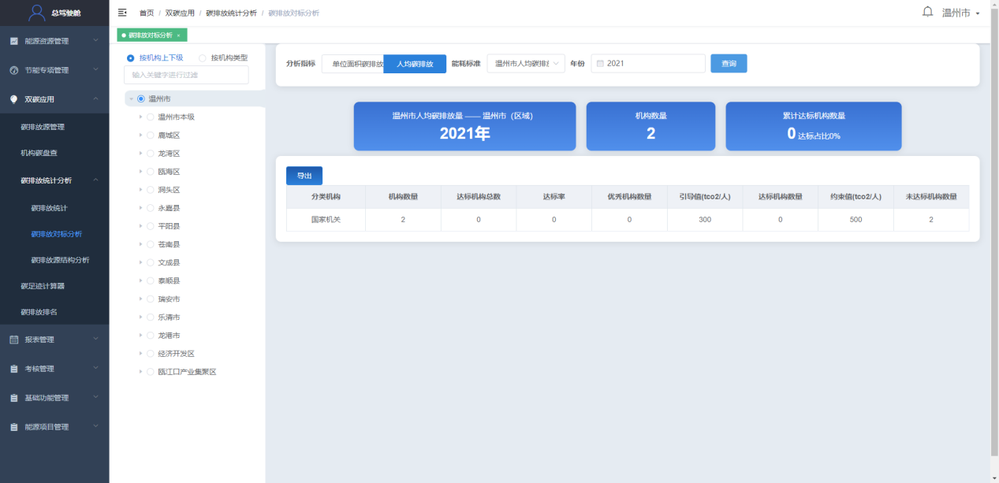 总驾驶舱
首页 / 双碳应用 / 碳排放统计分析 / 碳排放对标分析
温州市
能源资源管理
节能专项管理
双碳应用
碳排放源管理
机构碳盘查
碳排放统计分析
碳排放统计
碳排放对标分析
碳排放源结构分析
碳足迹计算器
碳排放排名
报表管理
考核管理
基础功能管理
能源项目管理
碳排放对标分析 ×
按机构上下级 按机构类型
输入关键字进行过滤
温州市
温州市本级
鹿城区
龙湾区
瓯海区
洞头区
永嘉县
平阳县
苍南县
文成县
泰顺县
瑞安市
乐清市
龙港市
经济开发区
瓯江口产业集聚区
分析指标 单位面积碳排放 人均碳排放 能耗标准 温州市人均碳排放 年份 2021 查询
温州市人均碳排放量 —— 温州市（区域）
2021年
机构数量
2
累计达标机构数量
0 达标占比0%
导出
分类机构 机构数量 达标机构总数 达标率 优秀机构数量 引导值(tco2/人) 达标机构数量 约束值(tco2/人) 未达标机构数量
国家机关 2 0 0 0 300 0 500 2